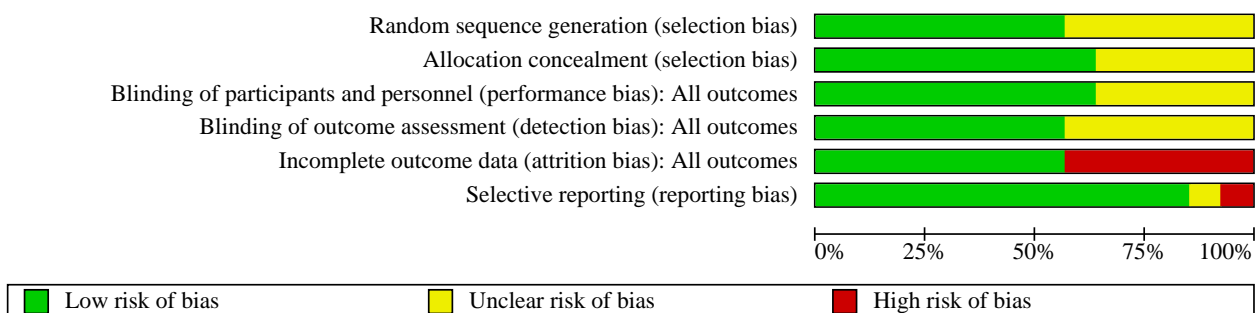 Random sequence generation (selection bias)
Allocation concealment (selection bias)
Blinding of participants and personnel (performance bias): All outcomes
Blinding of outcome assessment (detection bias): All outcomes
Incomplete outcome data (attrition bias): All outcomes
Selective reporting (reporting bias)
0% 25% 50% 75% 100%
Low risk of bias Unclear risk of bias High risk of bias